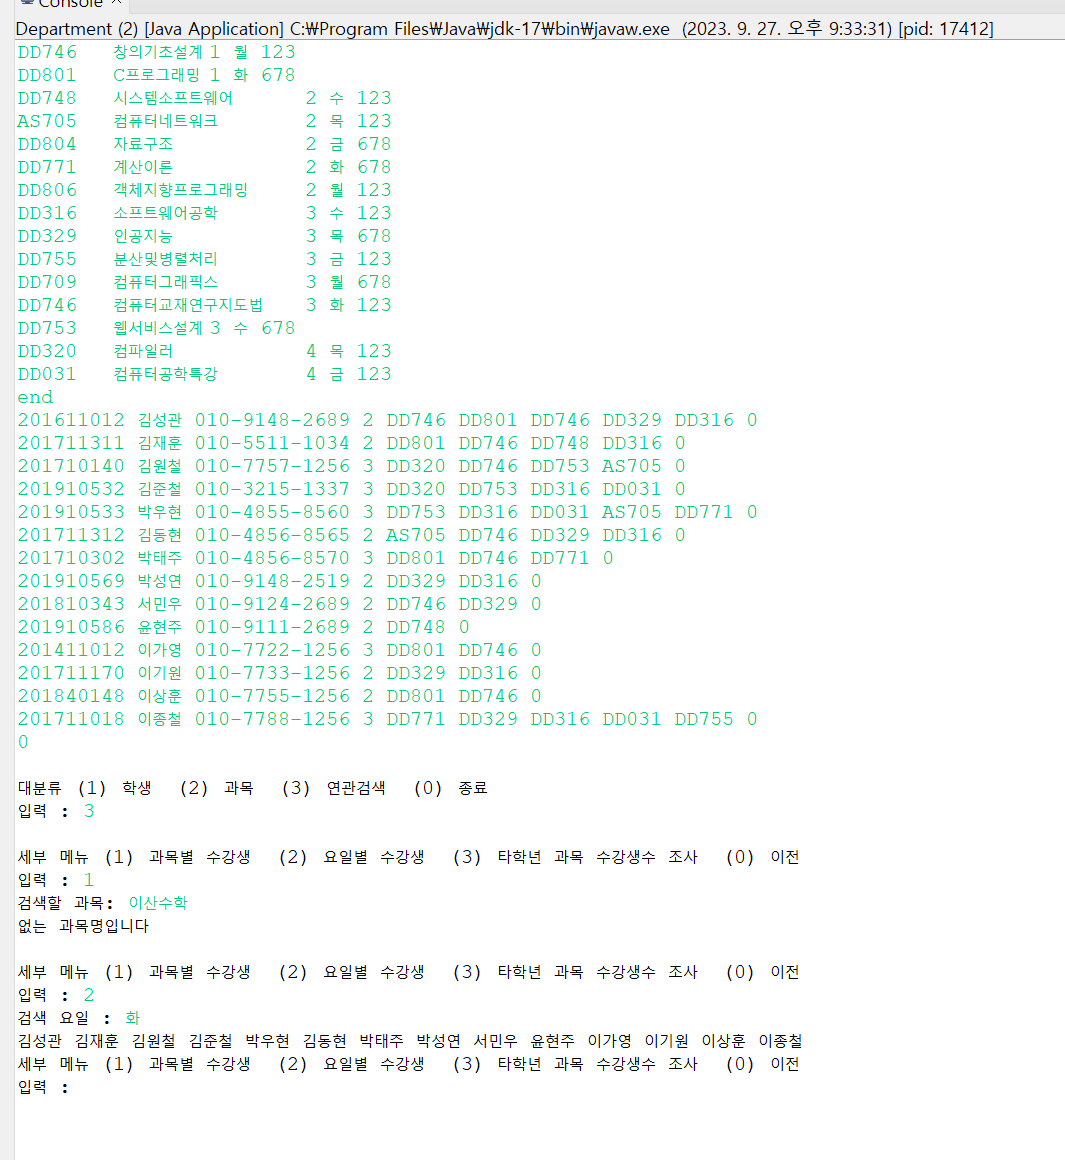 Console
Department (2) [Java Application] C:₩Program Files₩Java₩jdk-17₩bin₩javaw.exe (2023. 9. 27. 오후 9:33:31) [pid: 17412]
DD746 창의기초설계 1 월 123
DD801 C프로그래밍 1 화 678
DD748 시스템소프트웨어 2 수 123
AS705 컴퓨터네트워크 2 목 123
DD804 자료구조 2 금 678
DD771 계산이론 2 화 678
DD806 객체지향프로그래밍 2 월 123
DD316 소프트웨어공학 3 수 123
DD329 인공지능 3 목 678
DD755 분산및병렬처리 3 금 123
DD709 컴퓨터그래픽스 3 월 678
DD746 컴퓨터교재연구지도법 3 화 123
DD753 웹서비스설계 3 수 678
DD320 컴파일러 4 목 123
DD031 컴퓨터공학특강 4 금 123
end
201611012 김성관 010-9148-2689 2 DD746 DD801 DD746 DD329 DD316 0
201711311 김재훈 010-5511-1034 2 DD801 DD746 DD748 DD316 0
201710140 김원철 010-7757-1256 3 DD320 DD746 DD753 AS705 0
201910532 김준철 010-3215-1337 3 DD320 DD753 DD316 DD031 0
201910533 박우현 010-4855-8560 3 DD753 DD316 DD031 AS705 DD771 0
201711312 김동현 010-4856-8565 2 AS705 DD746 DD329 DD316 0
201710302 박태주 010-4856-8570 3 DD801 DD746 DD771 0
201910569 박성연 010-9148-2519 2 DD329 DD316 0
201810343 서민우 010-9124-2689 2 DD746 DD329 0
201910586 윤현주 010-9111-2689 2 DD748 0
201411012 이가영 010-7722-1256 3 DD801 DD746 0
201711170 이기원 010-7733-1256 2 DD329 DD316 0
201840148 이상훈 010-7755-1256 2 DD801 DD746 0
201711018 이종철 010-7788-1256 3 DD771 DD329 DD316 DD031 DD755 0
0
대분류 (1) 학생 (2) 과목 (3) 연관검색 (0) 종료
입력 : 3
세부 메뉴 (1) 과목별 수강생 (2) 요일별 수강생 (3) 타학년 과목 수강생수 조사 (0) 이전
입력 : 1
검색할 과목: 이산수학
없는 과목명입니다
세부 메뉴 (1) 과목별 수강생 (2) 요일별 수강생 (3) 타학년 과목 수강생수 조사 (0) 이전
입력 : 2
검색 요일 : 화
김성관 김재훈 김원철 김준철 박우현 김동현 박태주 박성연 서민우 윤현주 이가영 이기원 이상훈 이종철
세부 메뉴 (1) 과목별 수강생 (2) 요일별 수강생 (3) 타학년 과목 수강생수 조사 (0) 이전
입력 :